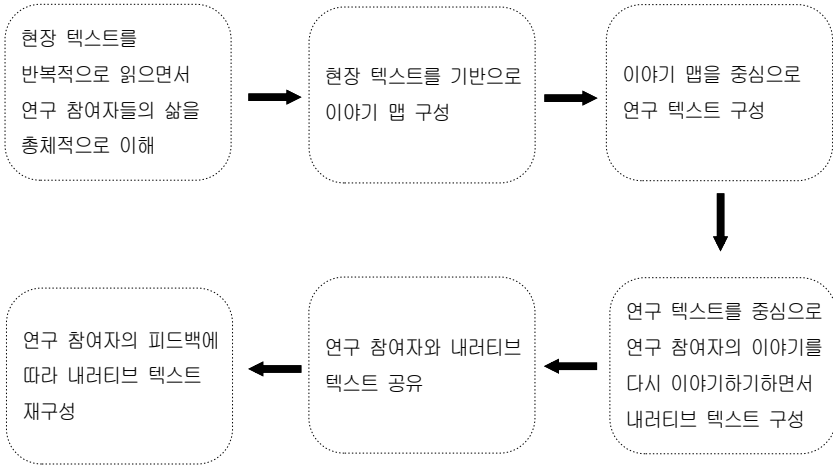 현장 텍스트를
반복적으로 읽으면서
연구 참여자들의 삶을
총체적으로 이해
현장 텍스트를 기반으로
이야기 맵 구성
이야기 맵을 중심으로
연구 텍스트 구성
연구 텍스트를 중심으로
연구 참여자의 이야기를
다시 이야기하기하면서
내러티브 텍스트 구성
연구 참여자와 내러티브
텍스트 공유
연구 참여자의 피드백에
따라 내러티브 텍스트
재구성